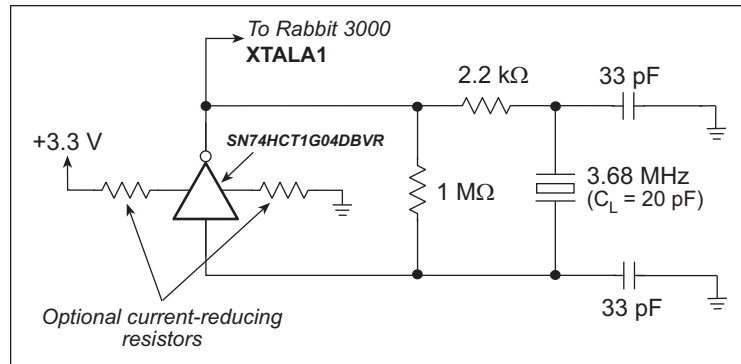 To Rabbit 3000
XTALA1
2.2 kΩ
33 pF
SN74HCT1G04DBVR
+3.3 V
1 MΩ
3.68 MHz
(CL = 20 pF)
33 pF
Optional current-reducing
resistors